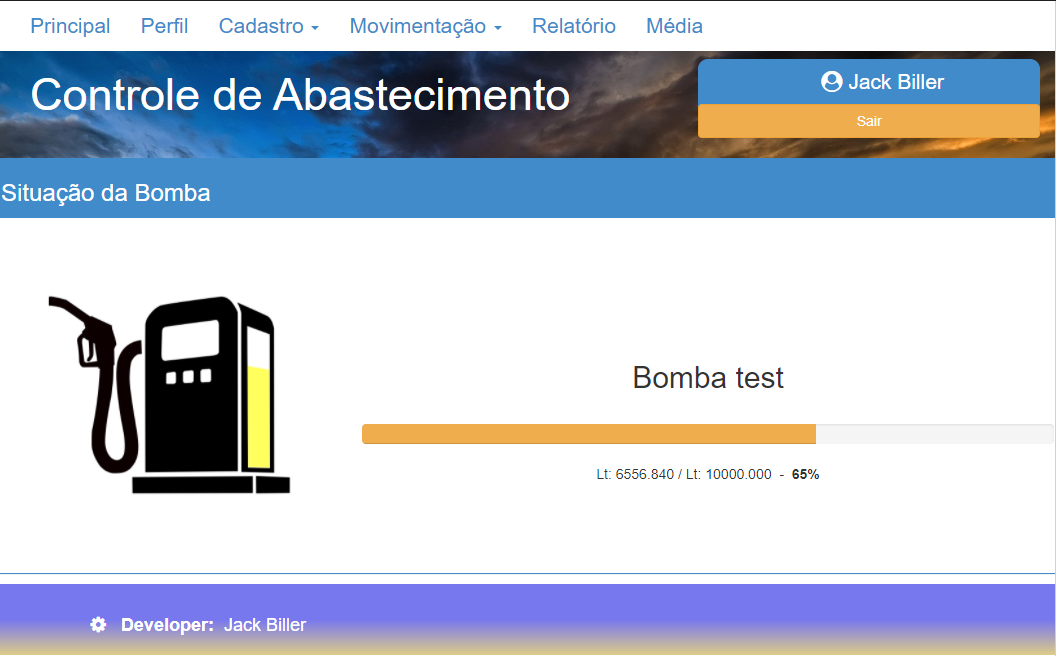 Principal Perfil Cadastro Movimentação Relatório Média
Controle de Abastecimento
Jack Biller
Sair
Situação da Bomba
Bomba test
Lt: 6556.840 / Lt: 10000.000 - 65%
Developer: Jack Biller